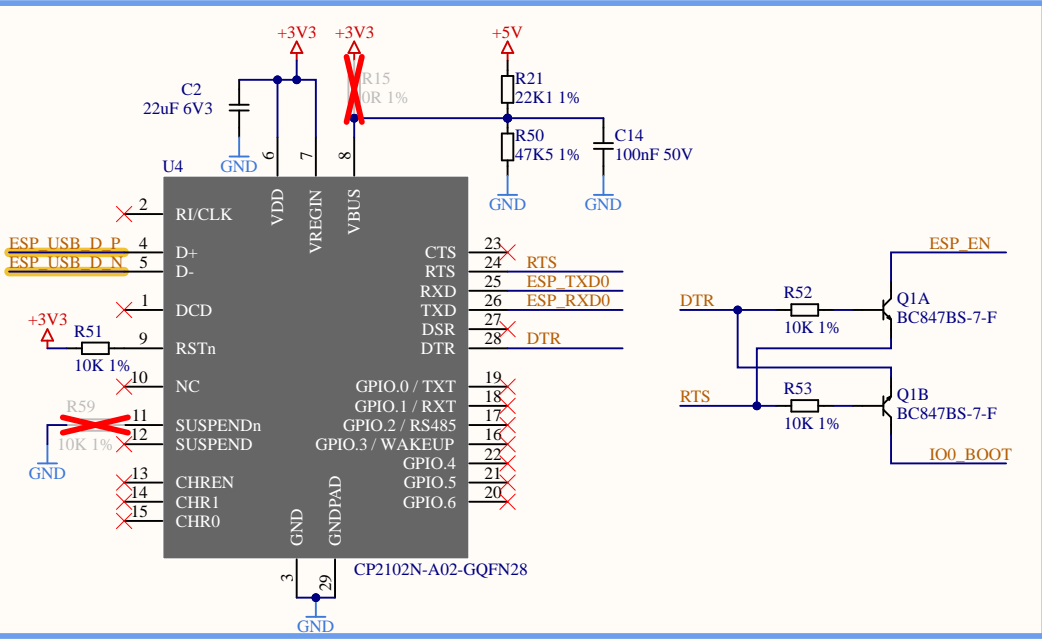 +3V3
+3V3
+5V
C2
22uF 6V3
R15
0R 1%
R21
22K1 1%
R50
47K5 1%
C14
100nF 50V
GND
GND
GND
U4
6
7
8
VDD
VREGIN
VBUS
2
RI/CLK
ESP_USB_D_P
4
D+
ESP_USB_D_N
5
D-
1
DCD
+3V3
R51
10K 1%
9
RSTn
10
NC
R59
10K 1%
11
SUSPENDn
12
SUSPEND
GND
13
CHREN
14
CHR1
15
CHR0
CTS
23
RTS
24
RTS
RXD
25
ESP_TXD0
TXD
26
ESP_RXD0
DSR
27
DTR
28
DTR
GPIO.0 / TXT
19
GPIO.1 / RXT
18
GPIO.2 / RS485
17
GPIO.3 / WAKEUP
16
GPIO.4
22
GPIO.5
21
GPIO.6
20
GND
GNDPAD
3
29
GND
CP2102N-A02-GQFN28
ESP_EN
DTR
R52
10K 1%
Q1A
BC847BS-7-F
RTS
R53
10K 1%
Q1B
BC847BS-7-F
IO0_BOOT